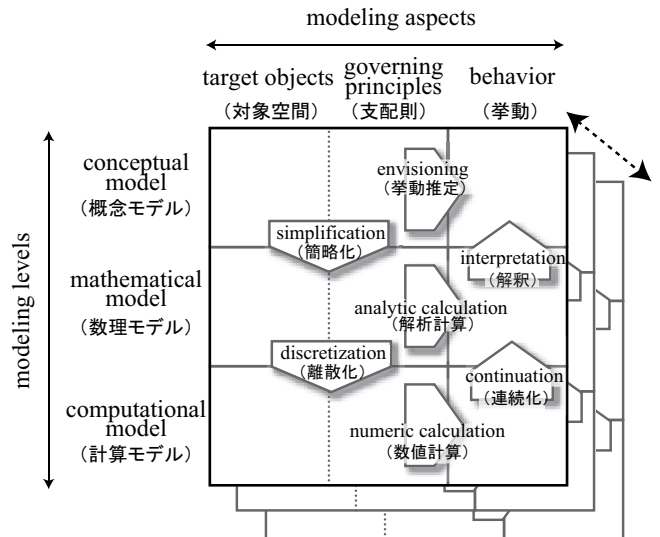 modeling aspects
target objects
（対象空間）
governing
principles
（支配則）
behavior
（挙動）
modeling levels
conceptual
model
（概念モデル）
envisioning
（挙動推定）
simplification
（簡略化）
interpretation
（解釈）
mathematical
model
（数理モデル）
analytic calculation
（解析計算）
discretization
（離散化）
continuation
（連続化）
computational
model
（計算モデル）
numeric calculation
（数値計算）